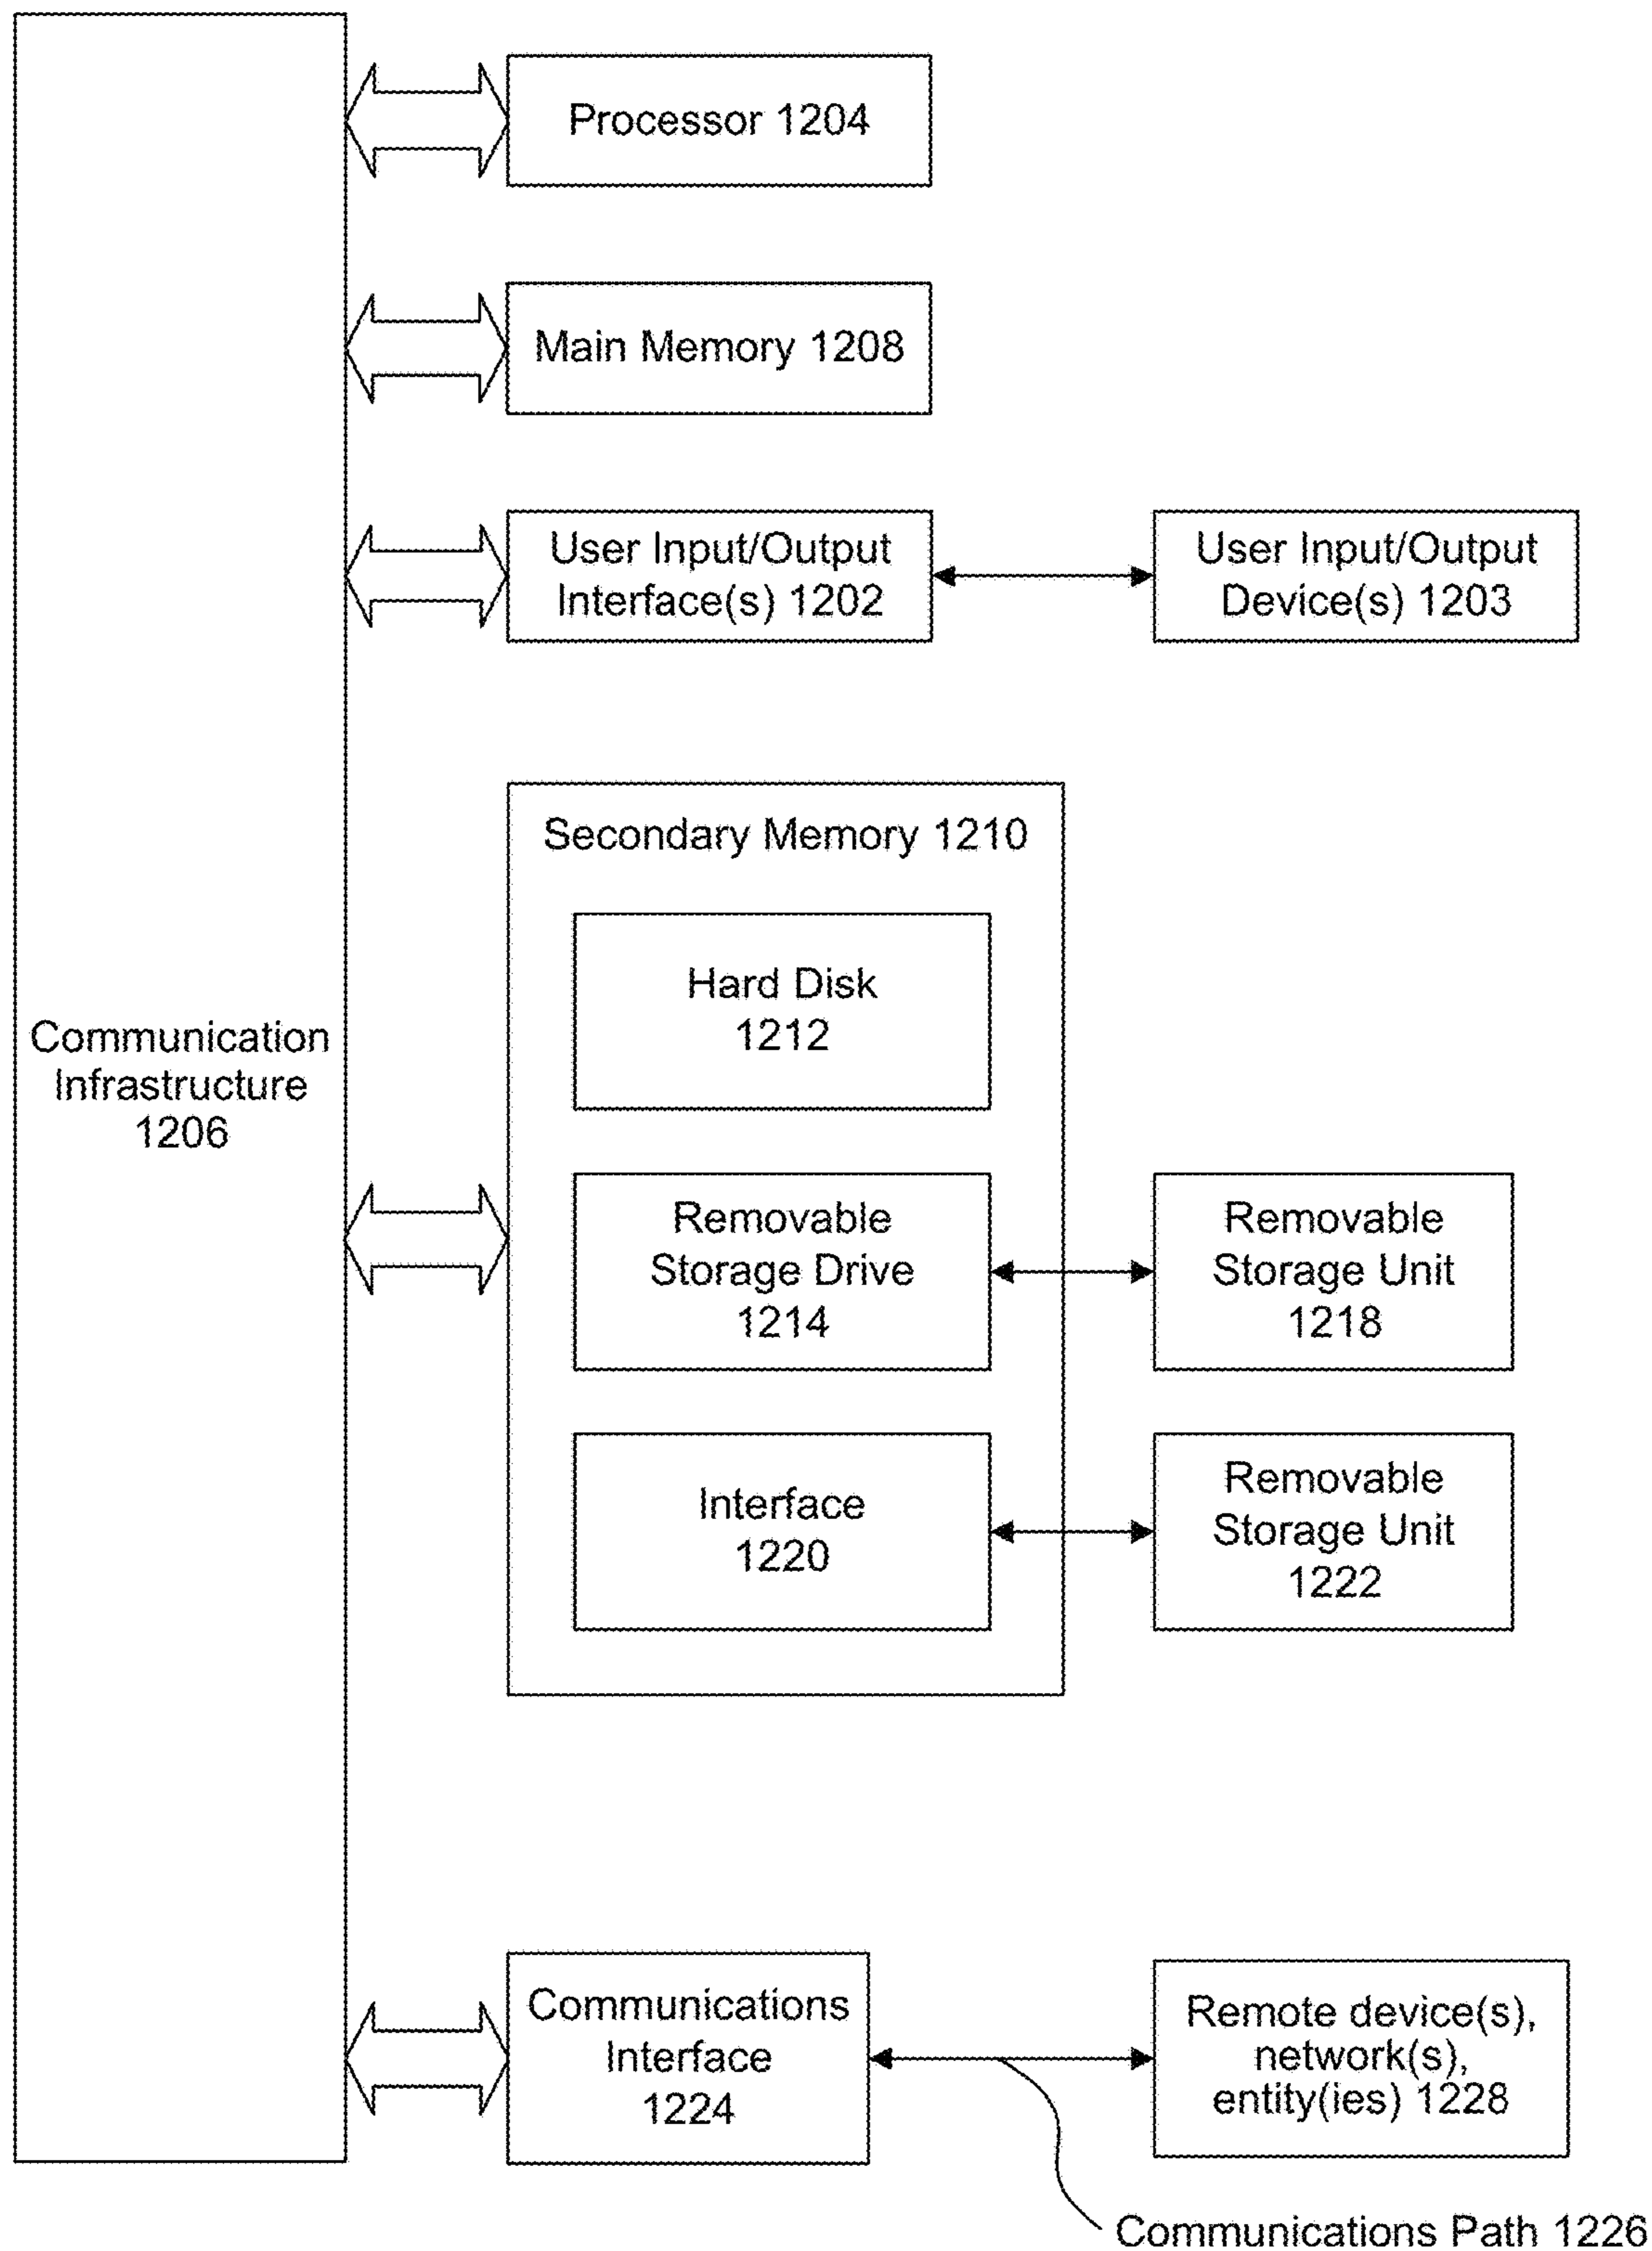 Processor 1204
Main Memory 1208
User Input/Output
Interface(s) 1202
User Input/Output
Device(s) 1203
Secondary Memory 1210
Hard Disk
1212
Communication
Infrastructure
1206
Removable
Storage Drive
1214
Removable
Storage Unit
1218
Interface
1220
Removable
Storage Unit
1222
Communications
Interface
1224
Remote device(s),
network(s),
entity(ies) 1228
Communications Path 1226